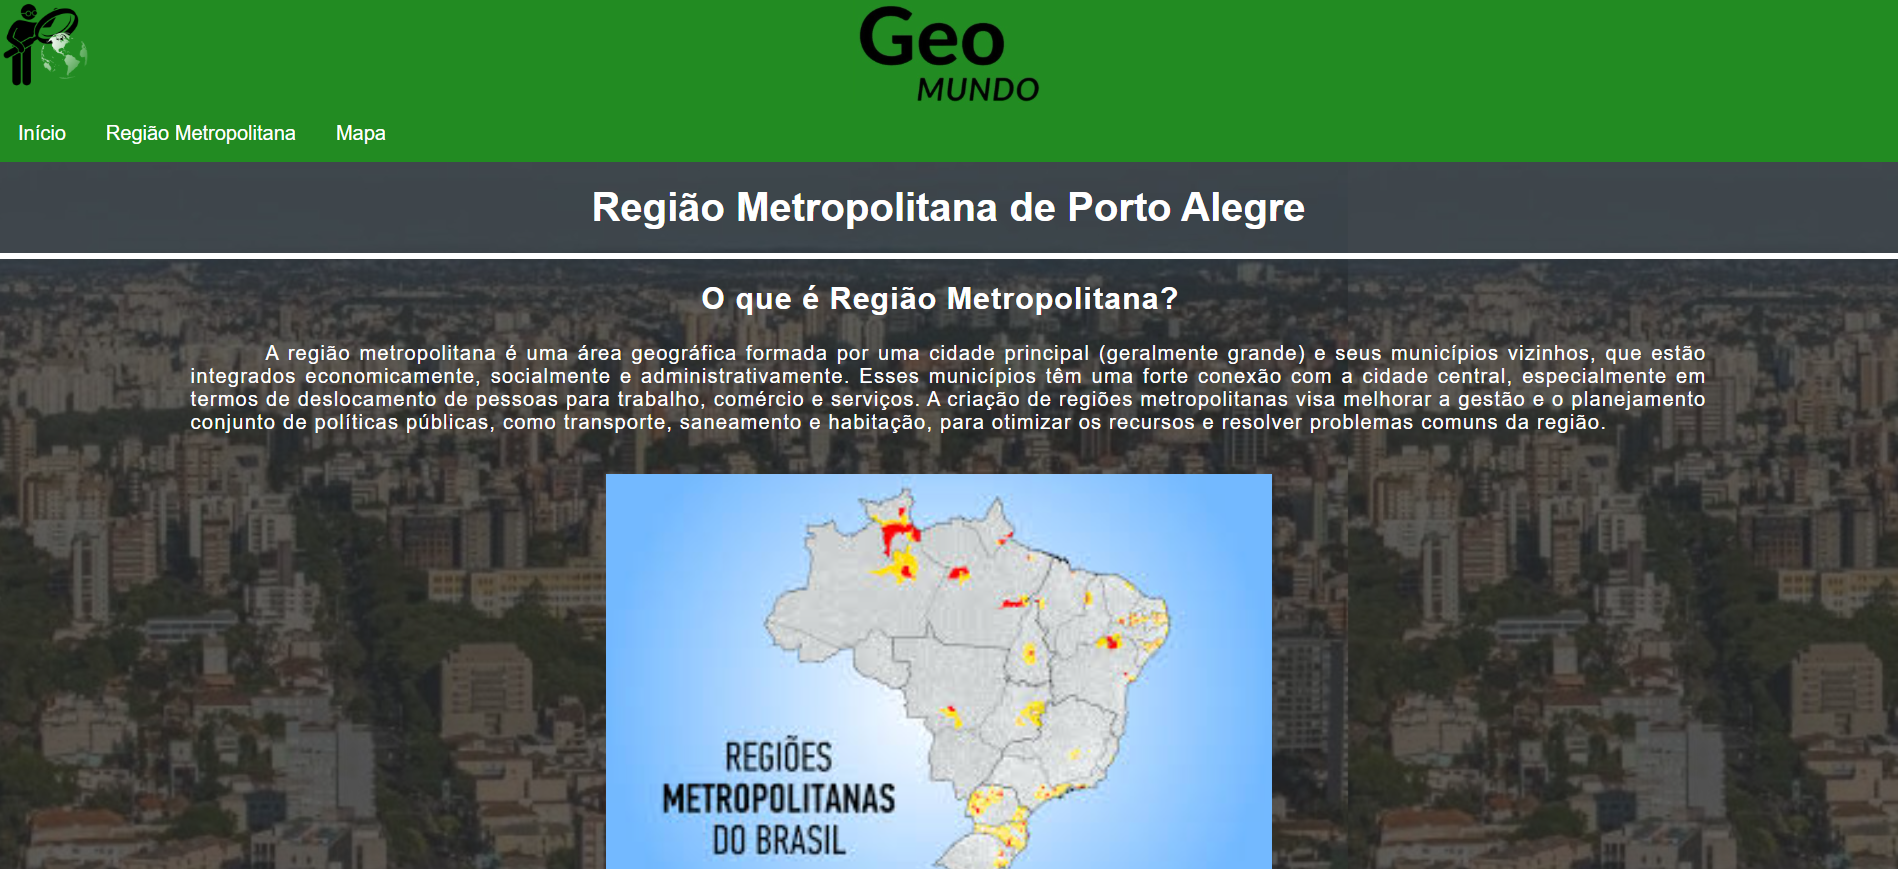 Geo
MUNDO
Início
Região Metropolitana
Mapa
Região Metropolitana de Porto Alegre
O que é Região Metropolitana?
A região metropolitana é uma área geográfica formada por uma cidade principal (geralmente grande) e seus municípios vizinhos, que estão
integrados economicamente, socialmente e administrativamente. Esses municípios têm uma forte conexão com a cidade central, especialmente em
termos de deslocamento de pessoas para trabalho, comércio e serviços. A criação de regiões metropolitanas visa melhorar a gestão e o planejamento
conjunto de políticas públicas, como transporte, saneamento e habitação, para otimizar os recursos e resolver problemas comuns da região.
REGIÕES
METROPOLITANAS
DO BRASIL